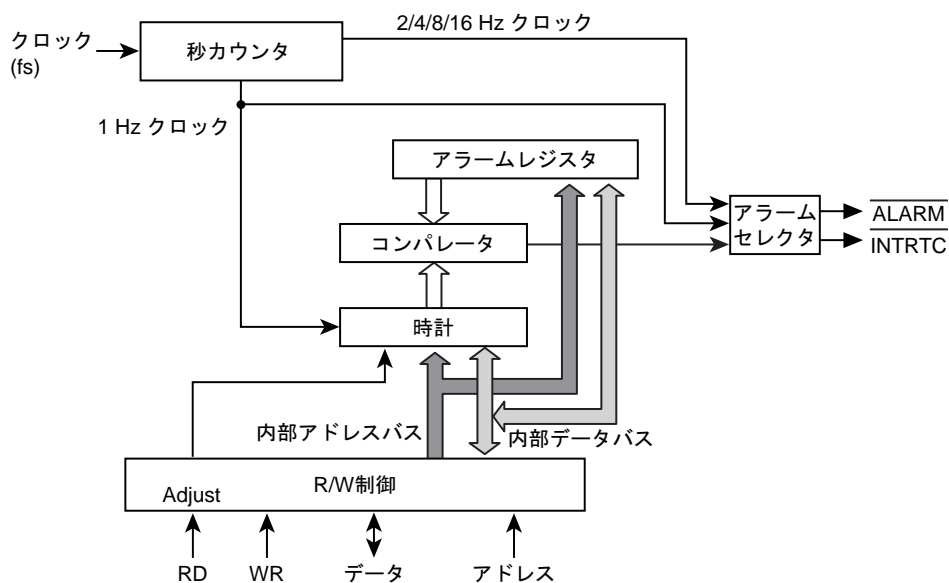 2/4/8/16 Hz クロック
クロック
(fs)
秒カウンタ
1 Hz クロック
アラームレジスタ
アラーム
セレクタ
ALARM
INTRTC
コンパレータ
時計
内部アドレスバス
内部データバス
R/W制御
Adjust
RD
WR
データ
アドレス